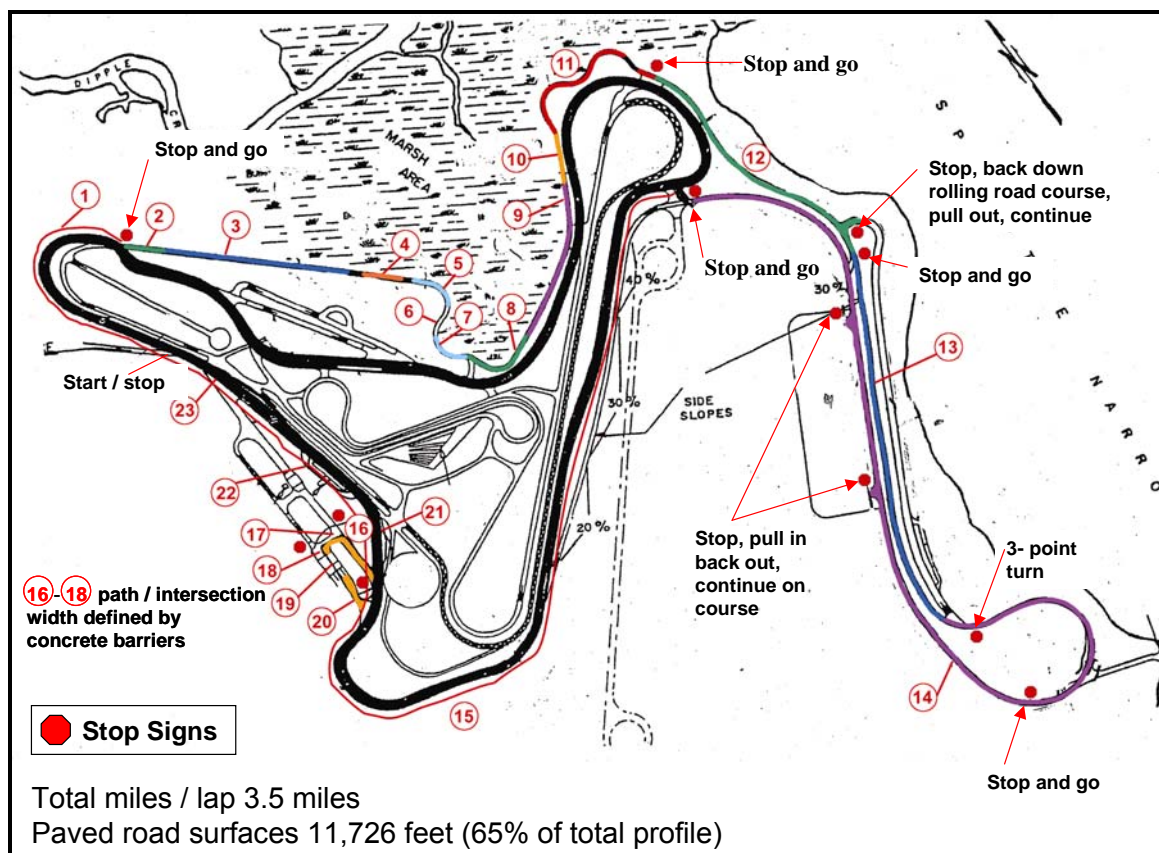 DIPPLE
MARSH
AREA
Stop and go
1
2
3
4
5
6
7
8
9
10
11
Stop and go
12
S P E
N A R R O
Stop, back down
rolling road course,
pull out, continue
Stop and go
Stop and go
40 %
30 %
30 %
20 %
SIDE
SLOPES
13
Start / stop
23
22
17
16
21
18
19
20
16-18 path / intersection
width defined by
concrete barriers
Stop, pull in
back out,
continue on
course
3- point
turn
14
15
Stop and go
Stop Signs
Total miles / lap 3.5 miles
Paved road surfaces 11,726 feet (65% of total profile)